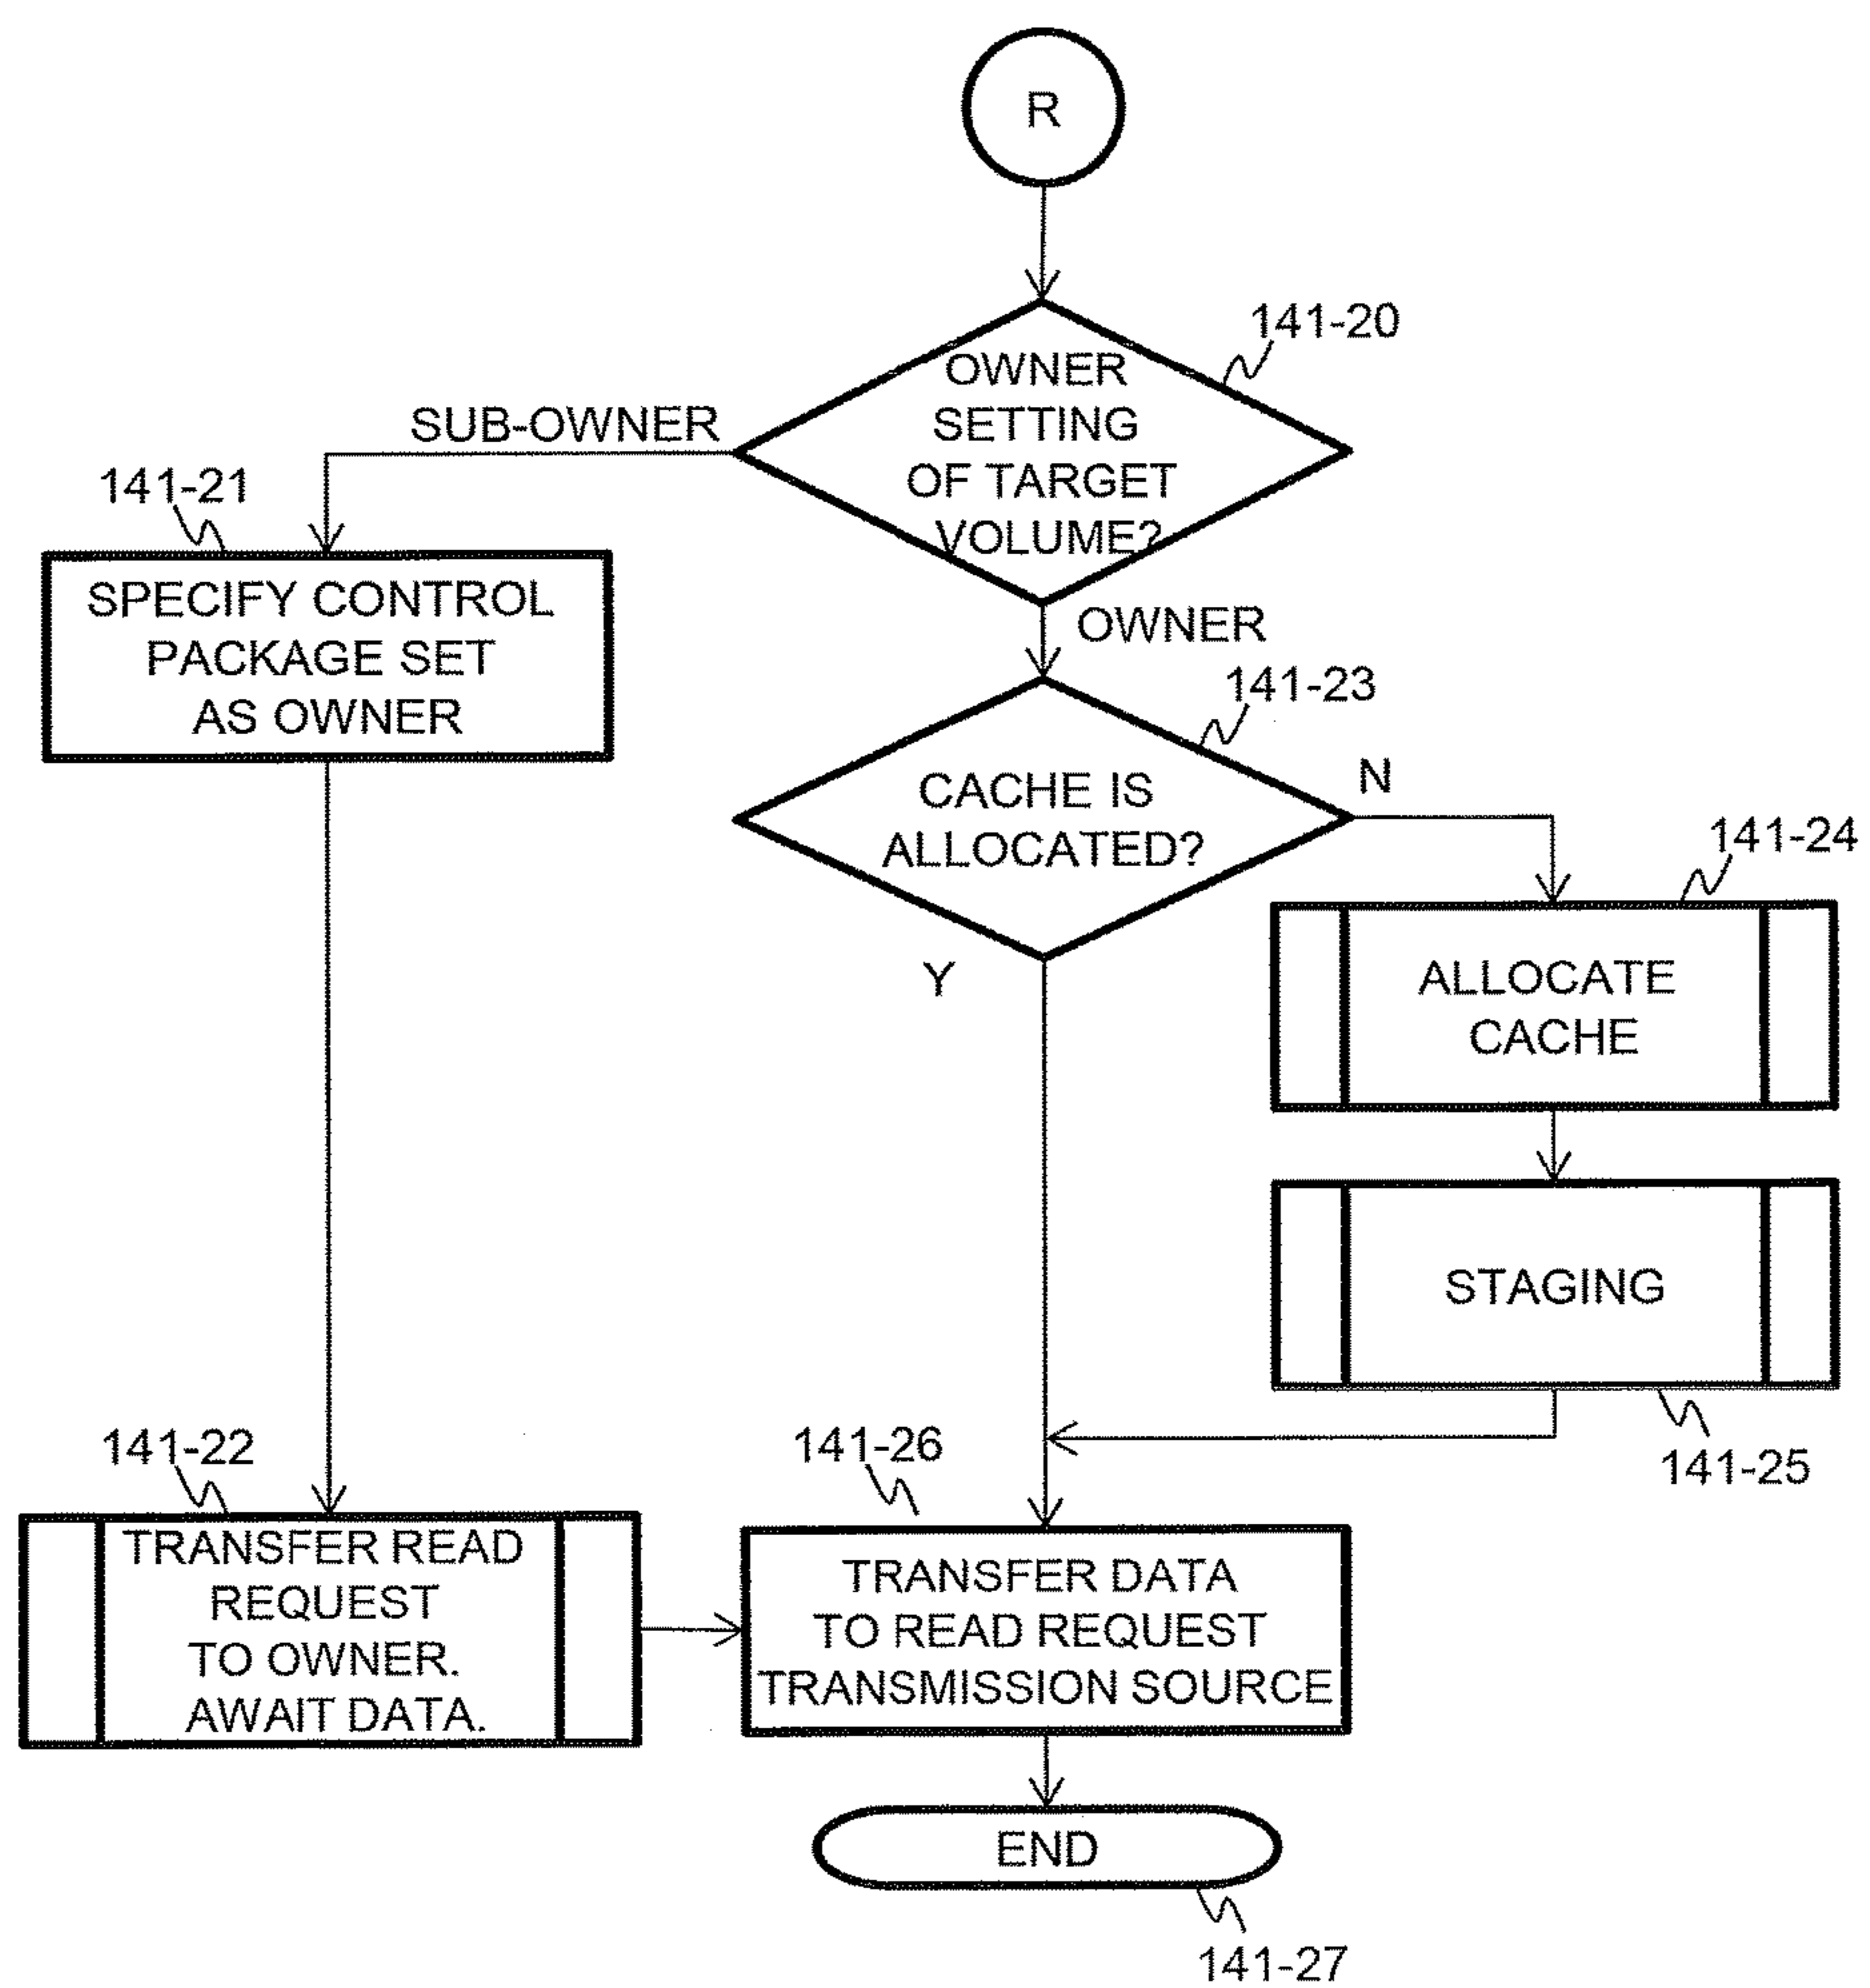 R
141-20
OWNER
SETTING
OF TARGET
VOLUME?
SUB-OWNER
141-21
SPECIFY CONTROL
PACKAGE SET
AS OWNER
OWNER
141-23
CACHE IS
ALLOCATED?
N
Y
141-24
ALLOCATE
CACHE
STAGING
141-25
141-22
TRANSFER READ
REQUEST
TO OWNER.
AWAIT DATA.
141-26
TRANSFER DATA
TO READ REQUEST
TRANSMISSION SOURCE
END
141-27